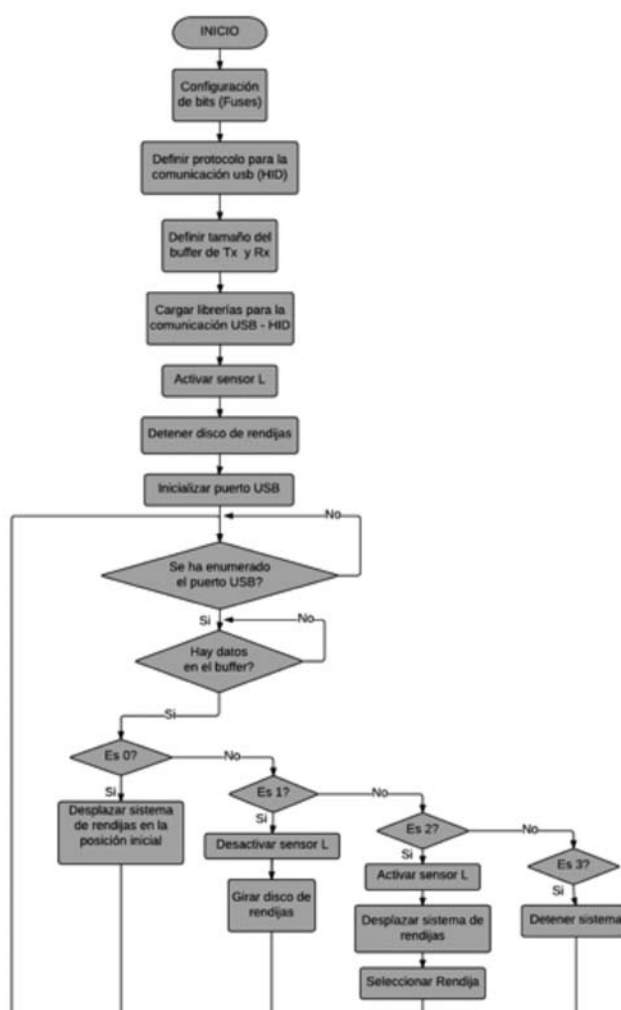 INICIO
Configuración
de bits (Fuses)
Definir protocolo para la
comunicación usb (HID)
Definir tamaño del
buffer de Tx y Rx
Cargar librerías para la
comunicación USB - HID
Activar sensor L
Detener disco de rendijas
Inicializar puerto USB
No
Se ha enumerado
el puerto USB?
Si
No
Hay datos
en el buffer?
Si
Es 0?
No
Si
Desplazar sistema
de rendijas en la
posición inicial
Es 1?
No
Si
Desactivar sensor L
Girar disco de
rendijas
Es 2?
No
Si
Activar sensor L
Desplazar sistema de
rendijas
Seleccionar Rendija
Es 3?
Si
Detener sistema